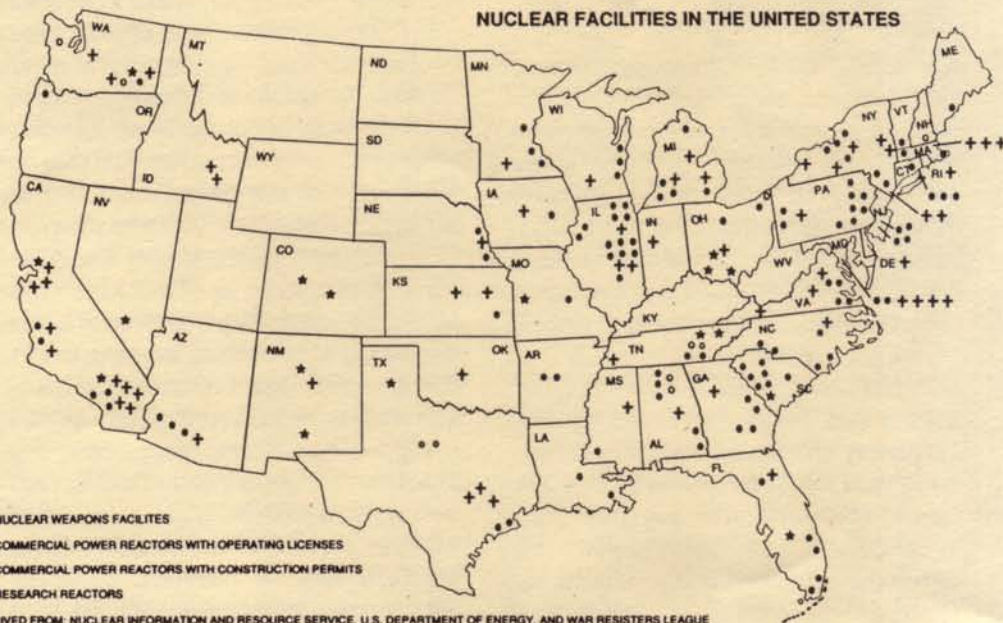 NUCLEAR FACILITIES IN THE UNITED STATES
WA
MT
ND
MN
ME
OR
ID
WY
SD
WI
MI
NY
VT
NH
MA
CT
RI
CA
NV
NE
IA
IL
IN
OH
PA
NJ
CO
KS
MO
WV
MD
DE
VA
KY
AZ
NM
TX
OK
AR
TN
NC
SC
MS
AL
GA
LA
FL
NUCLEAR WEAPONS FACILITES
COMMERCIAL POWER REACTORS WITH OPERATING LICENSES
COMMERCIAL POWER REACTORS WITH CONSTRUCTION PERMITS
RESEARCH REACTORS
IVED FROM: NUCLEAR INFORMATION AND RESOURCE SERVICE, U.S. DEPARTMENT OF ENERGY, AND WAR RESISTERS LEAGUE